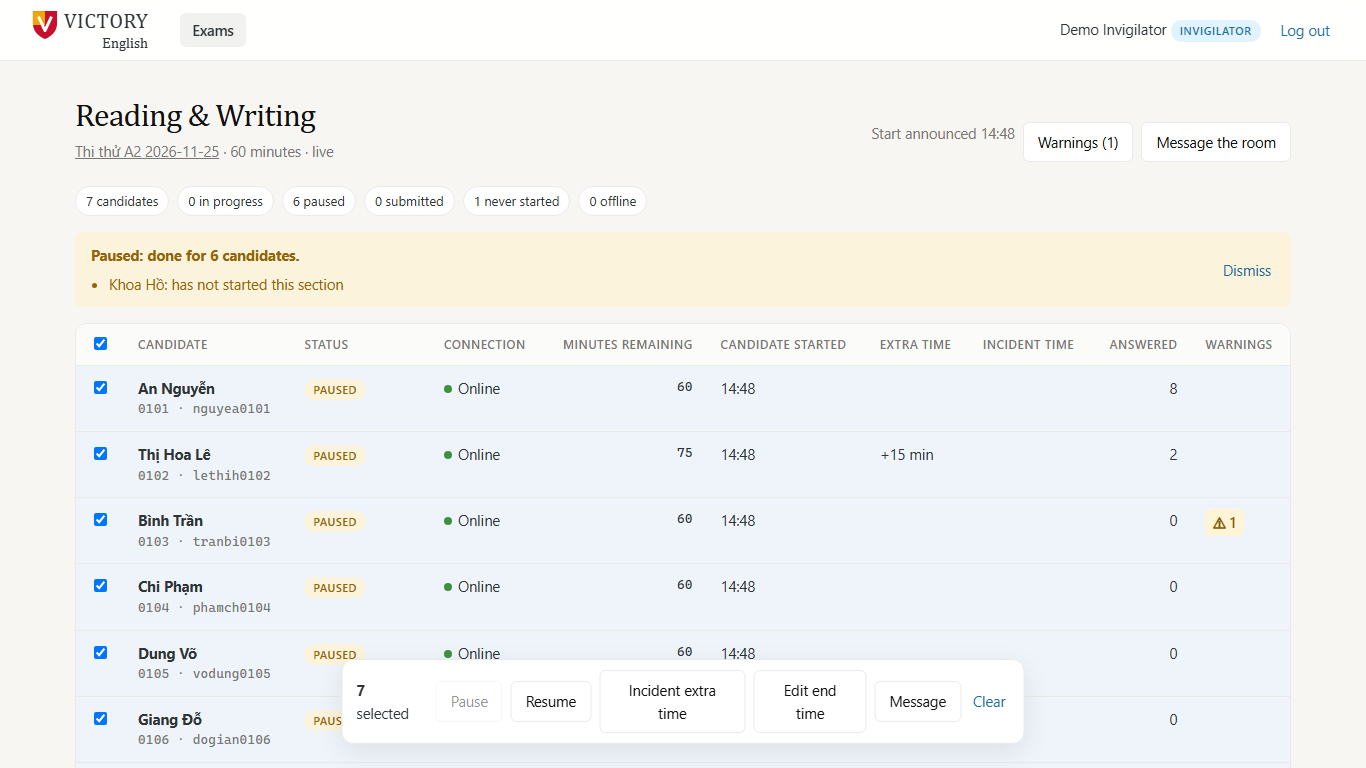 VICTORY
English
Exams
Demo Invigilator INVIGILATOR Log out
Reading & Writing
Thi thử A2 2026-11-25 · 60 minutes · live
Start announced 14:48
Warnings (1)
Message the room
7 candidates
0 in progress
6 paused
0 submitted
1 never started
0 offline
Paused: done for 6 candidates.
• Khoa Hồ: has not started this section
Dismiss
CANDIDATE STATUS CONNECTION MINUTES REMAINING CANDIDATE STARTED EXTRA TIME INCIDENT TIME ANSWERED WARNINGS
An Nguyễn PAUSED Online 60 14:48 8
0101 · nguyea0101
Thị Hoa Lê PAUSED Online 75 14:48 +15 min 2
0102 · lethih0102
Bình Trần PAUSED Online 60 14:48 0 ⚠ 1
0103 · tranbi0103
Chi Phạm PAUSED Online 60 14:48 0
0104 · phamch0104
Dung Võ PAUSED Online 60 14:48 0
0105 · vodung0105
Giang Đỗ PAUS 0
0106 · dogian0106
7
selected
Pause
Resume
Incident extra
time
Edit end
time
Message
Clear